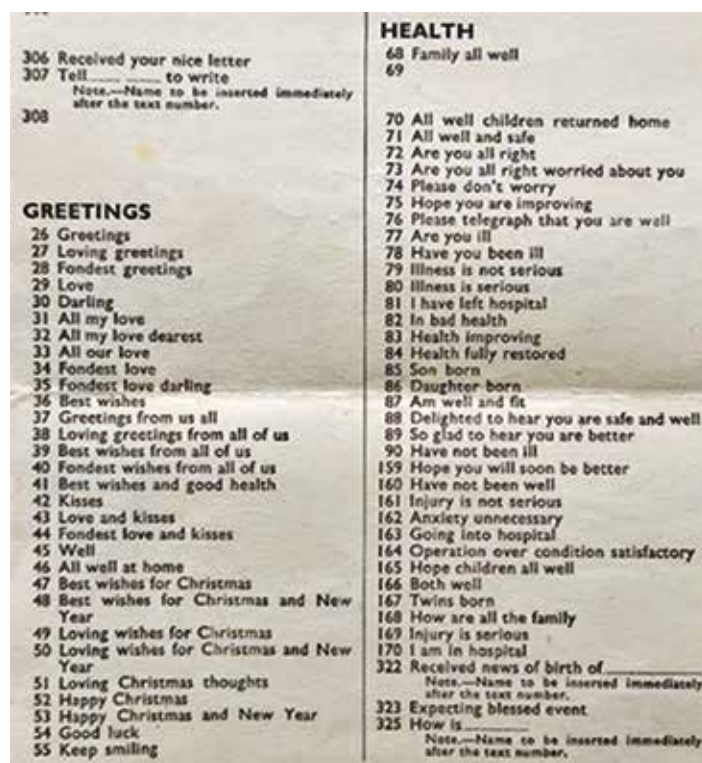 306 Received your nice letter
307 Tell____ ____ to write
Note.—Name to be inserted immediately
after the text number.
308
GREETINGS
26 Greetings
27 Loving greetings
28 Fondest greetings
29 Love
30 Darling
31 All my love
32 All my love dearest
33 All our love
34 Fondest love
35 Fondest love darling
36 Best wishes
37 Greetings from us all
38 Loving greetings from all of us
39 Best wishes from all of us
40 Fondest wishes from all of us
41 Best wishes and good health
42 Kisses
43 Love and kisses
44 Fondest love and kisses
45 Well
46 All well at home
47 Best wishes for Christmas
48 Best wishes for Christmas and New
Year
49 Loving wishes for Christmas
50 Loving wishes for Christmas and New
Year
51 Loving Christmas thoughts
52 Happy Christmas
53 Happy Christmas and New Year
54 Good luck
55 Keep smiling
HEALTH
68 Family all well
69
70 All well children returned home
71 All well and safe
72 Are you all right
73 Are you all right worried about you
74 Please don't worry
75 Hope you are improving
76 Please telegraph that you are well
77 Are you ill
78 Have you been ill
79 Illness is not serious
80 Illness is serious
81 I have left hospital
82 In bad health
83 Health improving
84 Health fully restored
85 Son born
86 Daughter born
87 Am well and fit
88 Delighted to hear you are safe and well
89 So glad to hear you are better
90 Have not been ill
159 Hope you will soon be better
160 Have not been well
161 Injury is not serious
162 Anxiety unnecessary
163 Going into hospital
164 Operation over condition satisfactory
165 Hope children all well
166 Both well
167 Twins born
168 How are all the family
169 Injury is serious
170 I am in hospital
322 Received news of birth of________
Note.—Name to be inserted immediately
after the text number.
323 Expecting blessed event
325 How is________
Note.—Name to be inserted immediately
after the text number.